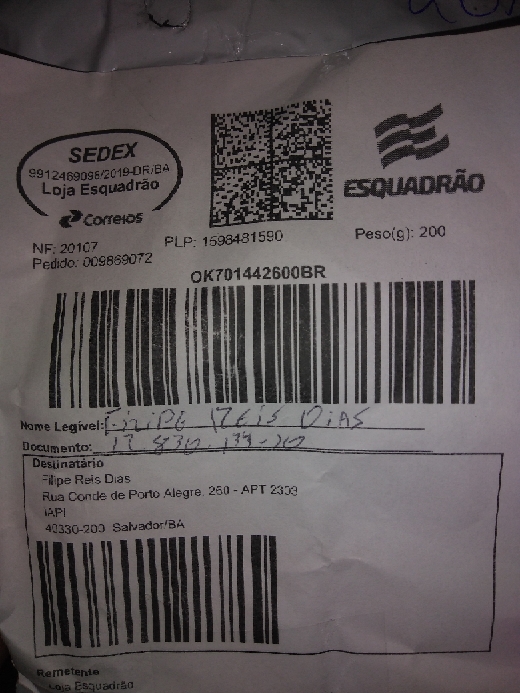 SEDEX
9912469098/2019-DR/BA
Loja Esquadrão
Correios
ESQUADRÃO
NF: 20107
PLP: 1598481590
Peso(g): 200
Pedido: 009869072
OK701442600BR
Nome Legível: Filipe Reis Dias
Documento:
Destinatário
Filipe Reis Dias
Rua Conde de Porto Alegre, 260 - APT 2303
IAPI
40330-200 Salvador/BA
Remetente
Loja Esquadrão